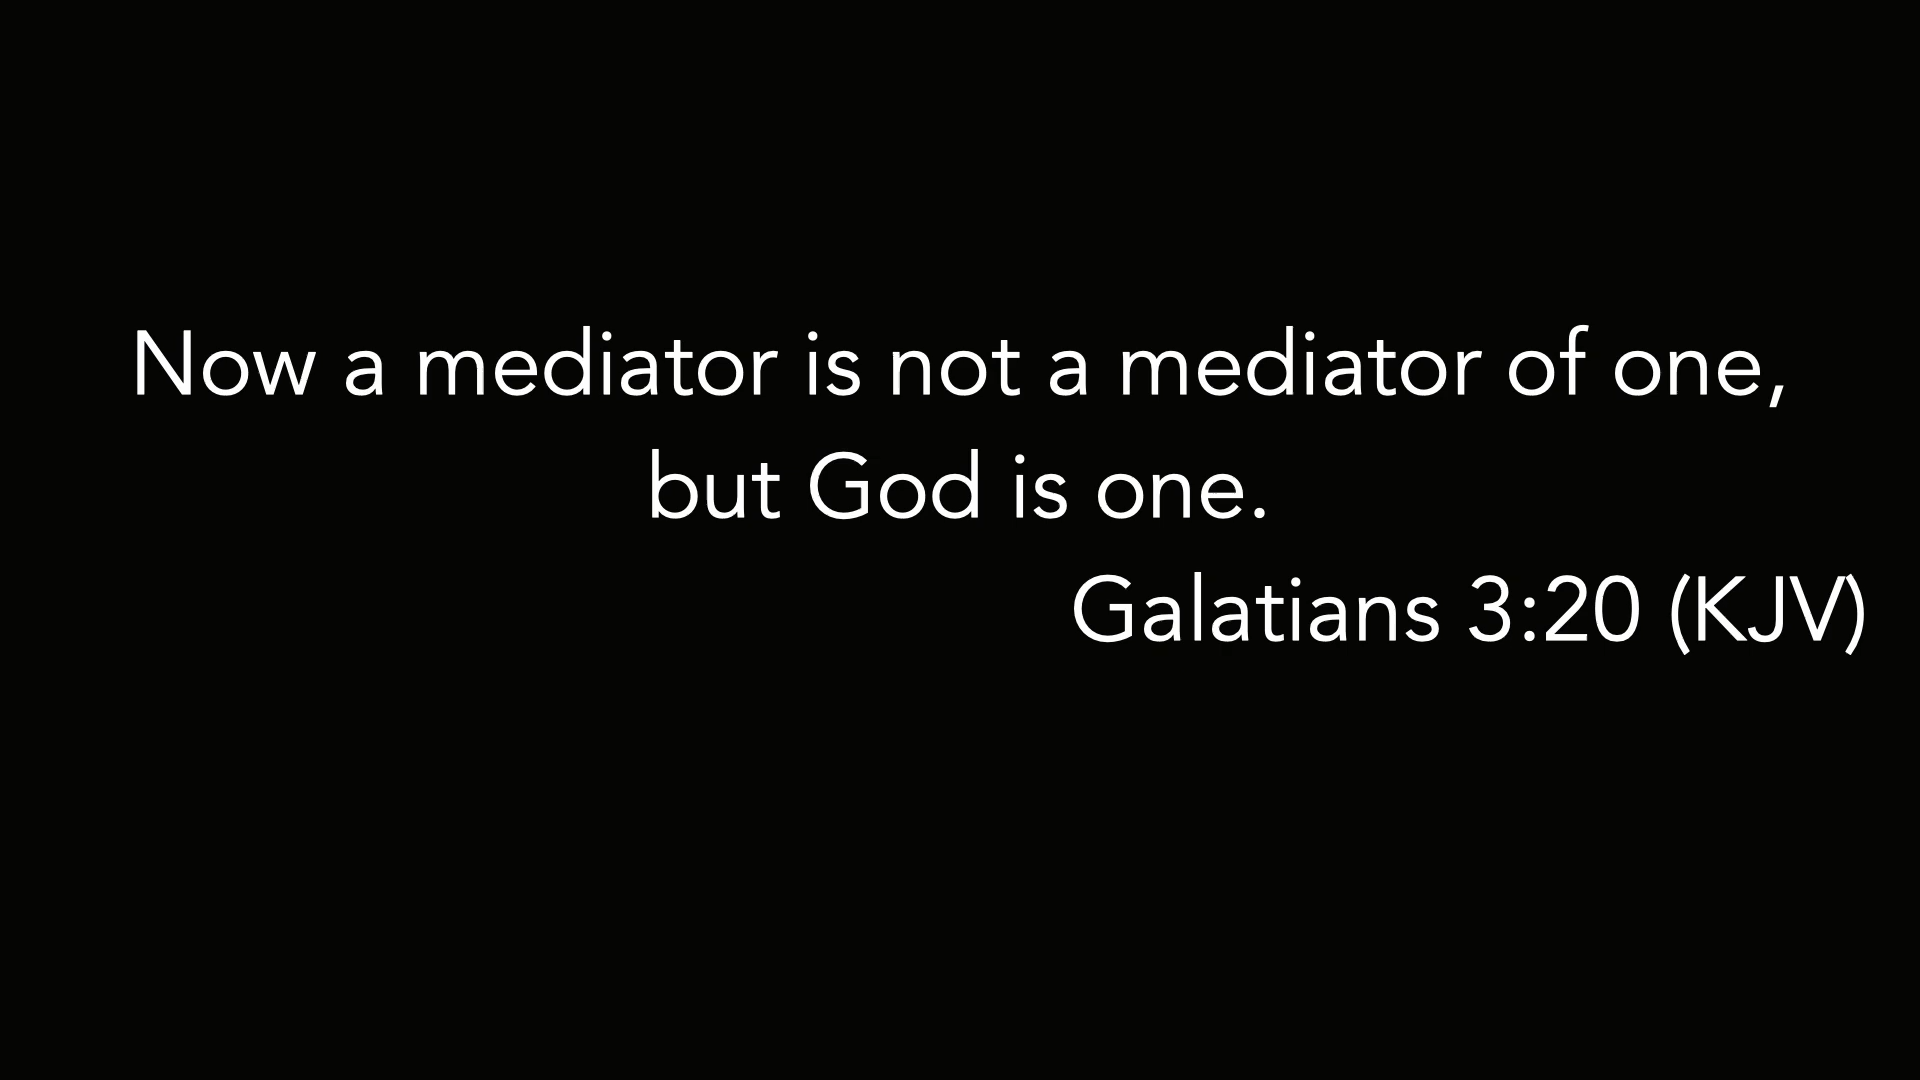 Now a mediator is not a mediator of one,
but God is one.
Galatians 3:20 (KJV)